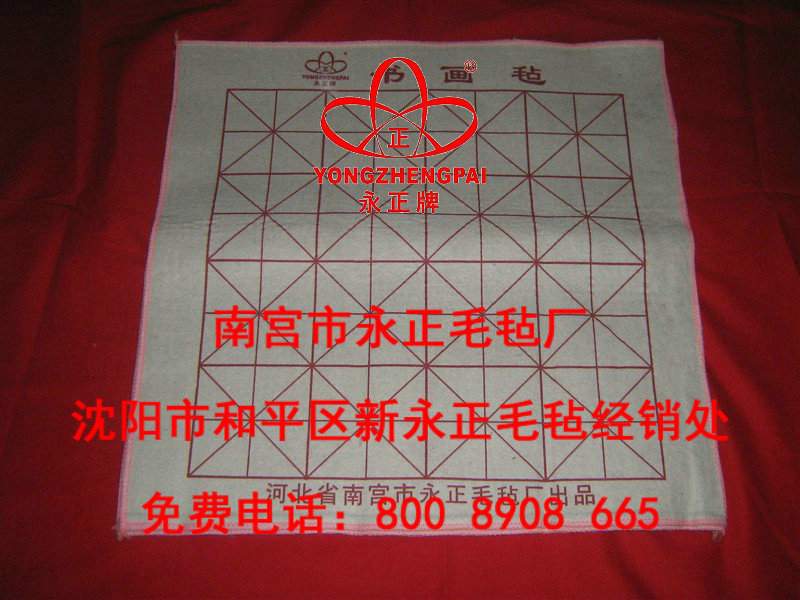 书画毡
YONGZHENGPAI
永正牌
正
YONGZHENGPAI
永正牌
南宫市永正毛毡厂
沈阳市和平区新永正毛毡经销处
河北省南宫市永正毛毡厂出品
免费电话：800 8908 665